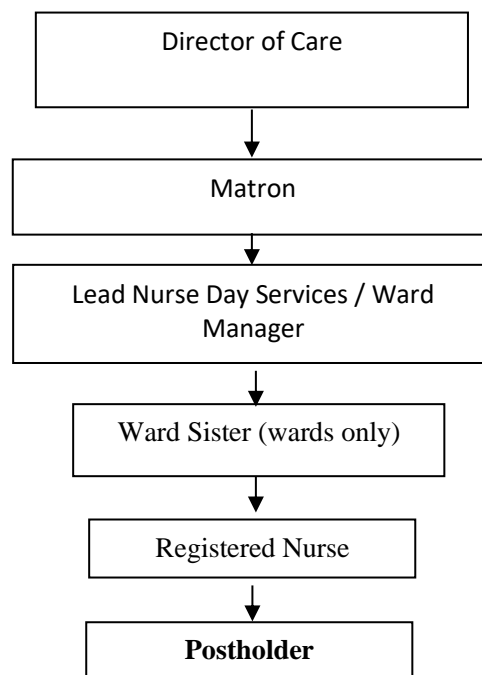 Director of Care
Matron
Lead Nurse Day Services / Ward
Manager
Ward Sister (wards only)
Registered Nurse
Postholder